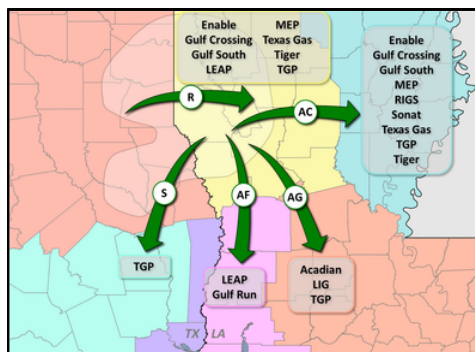 Enable
Gulf Crossing
Gulf South
LEAP
MEP
Texas Gas
Tiger
TGP
Enable
Gulf Crossing
Gulf South
MEP
RIGS
Sonat
Texas Gas
TGP
Tiger
R
AC
S
AF
AG
TGP
LEAP
Gulf Run
Acadian
LIG
TGP
TX LA